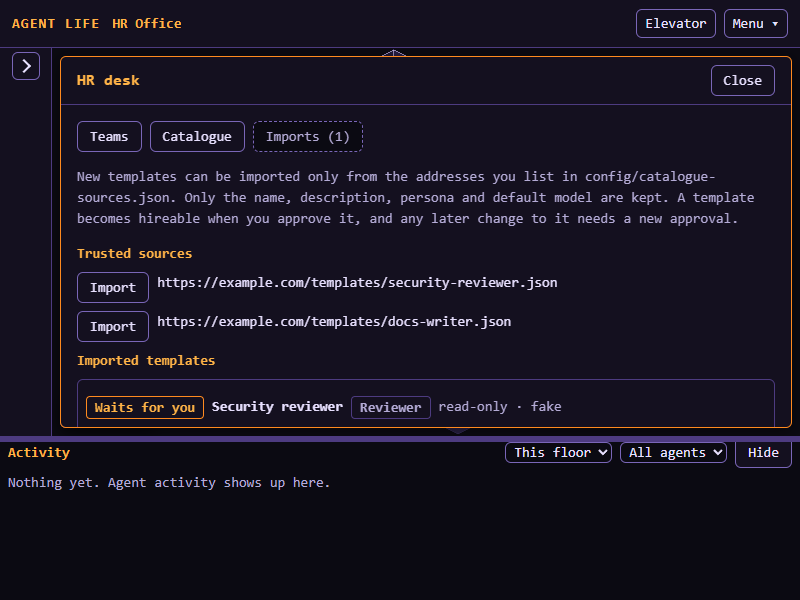 AGENT LIFE HR Office
Elevator
Menu ▾
HR desk
Close
Teams
Catalogue
Imports (1)
New templates can be imported only from the addresses you list in config/catalogue-
sources.json. Only the name, description, persona and default model are kept. A template
becomes hireable when you approve it, and any later change to it needs a new approval.
Trusted sources
Import https://example.com/templates/security-reviewer.json
Import https://example.com/templates/docs-writer.json
Imported templates
Waits for you Security reviewer Reviewer read-only · fake
Activity
This floor
All agents
Hide
Nothing yet. Agent activity shows up here.